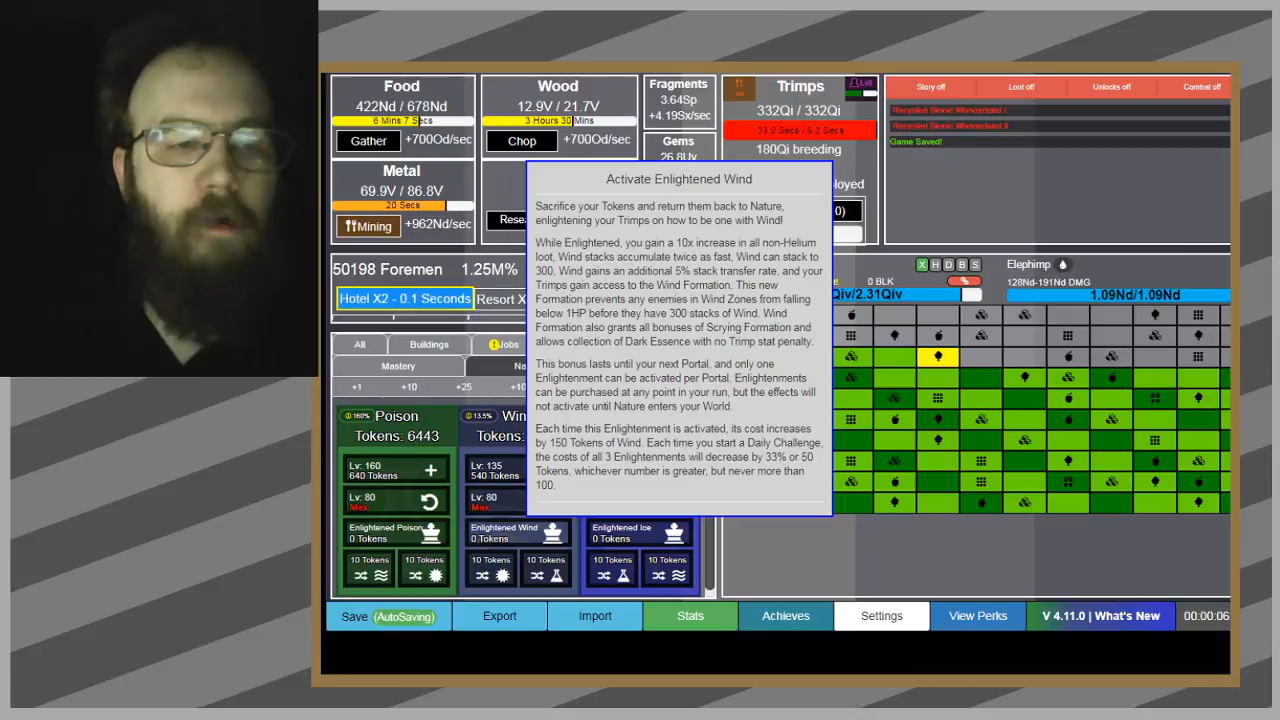 Food
422Nd / 678Nd
6 Mins 7 Secs
Gather
+700Od/sec
Wood
12.9V / 21.7V
3 Hours 30 Mins
Chop
+700Od/sec
Fragments
3.64Sp
+4.19Sx/sec
Gems
26.8Uv
Trimps
332Qi / 332Qi
33.9 Secs / 6.3 Secs
180Qi breeding
Lvl
Story off
Loot off
Unlocks off
Combat off
Recycled Bionic Wonderland I.
Recycled Bionic Wonderland II
Game Saved!
Metal
69.9V / 86.8V
20 Secs
Mining
+962Nd/sec
Rese
loyed
0)
50198 Foremen
1.25M%
Hotel X2 - 0.1 Seconds
Resort X
Activate Enlightened Wind
Sacrifice your Tokens and return them back to Nature,
enlightening your Trimps on how to be one with Wind!
While Enlightened, you gain a 10x increase in all non-Helium
loot, Wind stacks accumulate twice as fast, Wind can stack to
300, Wind gains an additional 5% stack transfer rate, and your
Trimps gain access to the Wind Formation. This new
Formation prevents any enemies in Wind Zones from falling
below 1HP before they have 300 stacks of Wind. Wind
Formation also grants all bonuses of Scrying Formation and
allows collection of Dark Essence with no Trimp stat penalty.
This bonus lasts until your next Portal, and only one
Enlightenment can be activated per Portal. Enlightenments
can be purchased at any point in your run, but the effects will
not activate until Nature enters your World.
Each time this Enlightenment is activated, its cost increases
by 150 Tokens of Wind. Each time you start a Daily Challenge,
the costs of all 3 Enlightenments will decrease by 33% or 50
Tokens, whichever number is greater, but never more than
100.
X H D B S
0 BLK
Qiv/2.31Qiv
Elephimp
128Nd-191Nd DMG
1.09Nd/1.09Nd
All
Buildings
Jobs
Mastery
Na
+1
+10
+25
+10
160%
Poison
Tokens: 6443
Lv: 160
640 Tokens
Lv: 80
Max
Enlightened Poison
0 Tokens
10 Tokens
10 Tokens
13.5%
Win
Tokens:
Lv: 135
540 Tokens
Lv: 80
Max
Enlightened Wind
0 Tokens
10 Tokens
10 Tokens
Enlightened Ice
0 Tokens
10 Tokens
10 Tokens
Save (AutoSaving)
Export
Import
Stats
Achieves
Settings
View Perks
V 4.11.0 | What's New
00:00:06